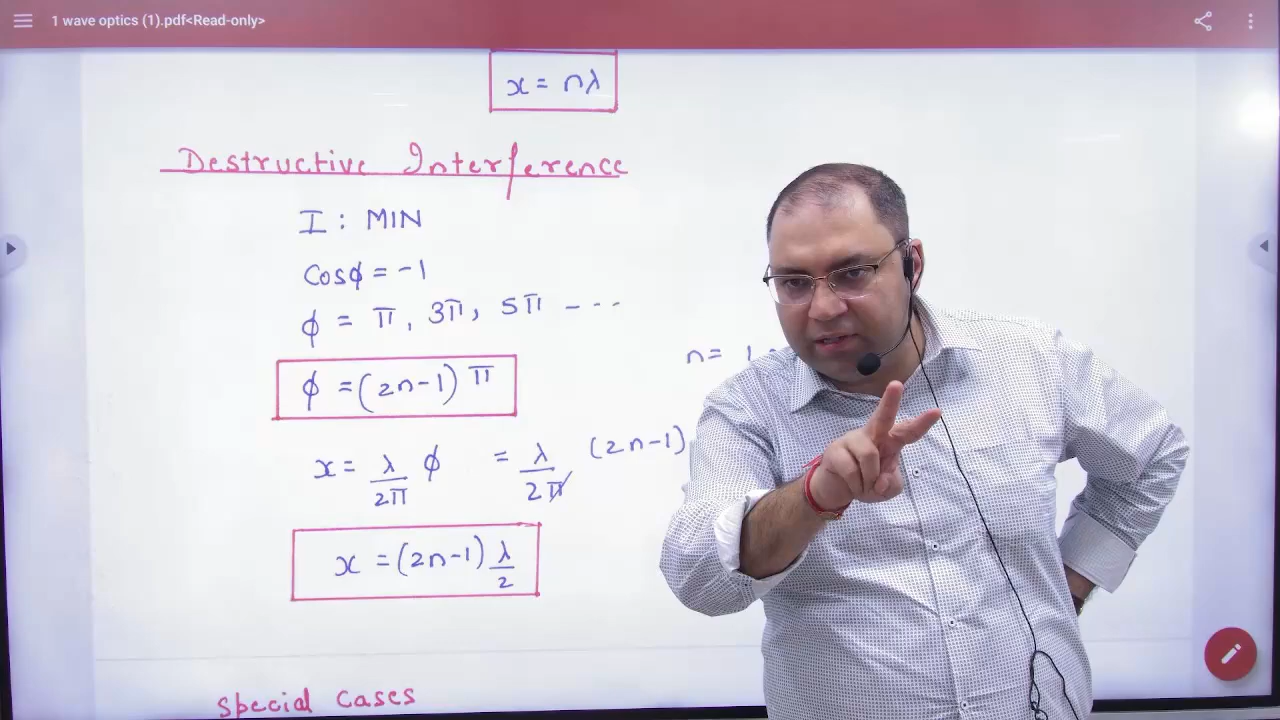 1 wave optics (1).pdf<Read-only>
x = nλ
Destructive Interference
I : MIN
Cosϕ = -1
ϕ = π, 3π, 5π - - - -
n = 1
ϕ = (2n-1) π
x = λ/2π ϕ = λ/2π (2n-1)
x = (2n-1) λ/2
Special Cases